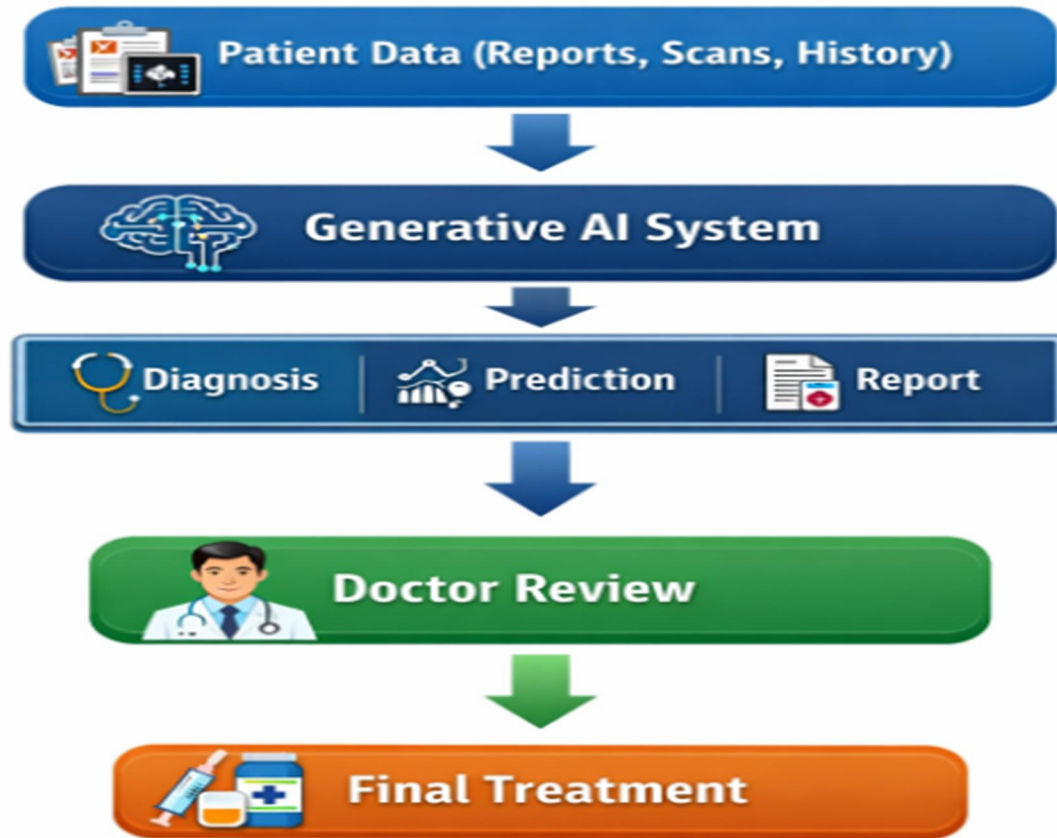 Patient Data (Reports, Scans, History)
Generative AI System
Diagnosis
Prediction
Report
Doctor Review
Final Treatment